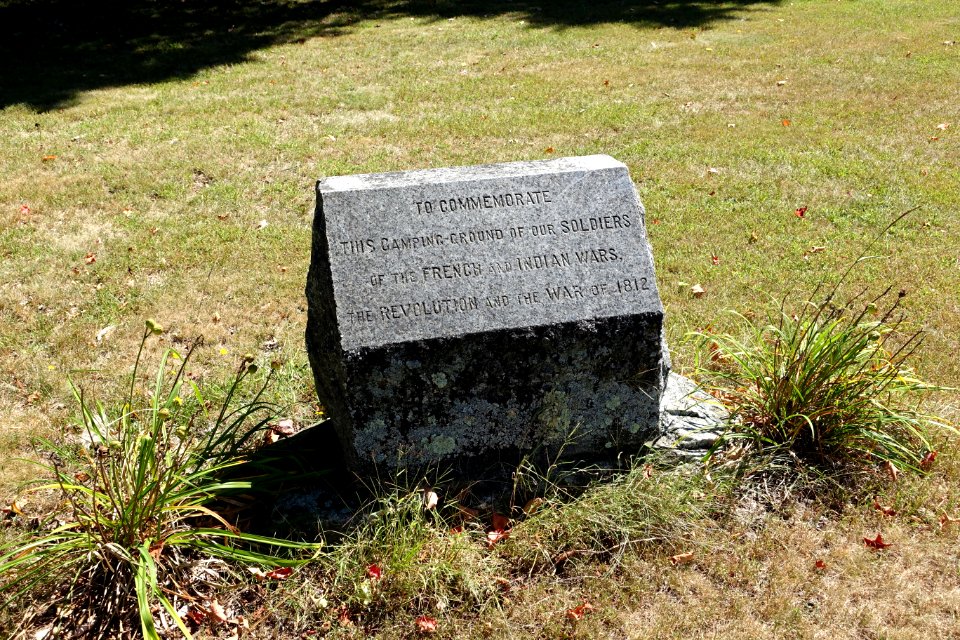 TO COMMEMORATE
THIS CAMPING-GROUND OF OUR SOLDIERS
OF THE FRENCH AND INDIAN WARS,
THE REVOLUTION AND THE WAR OF 1812